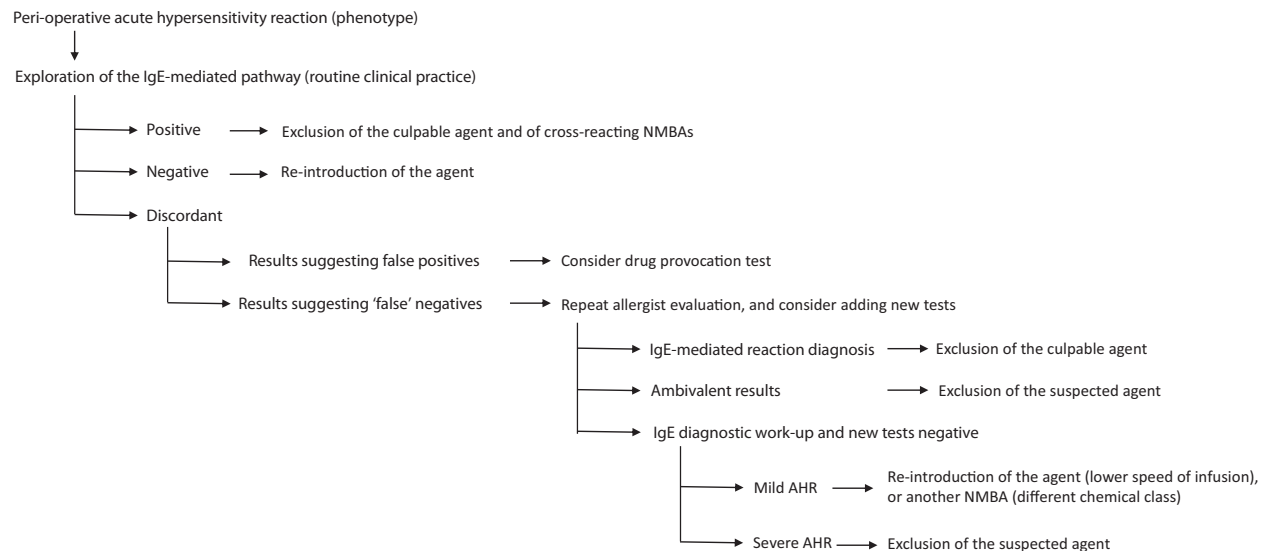 Peri-operative acute hypersensitivity reaction (phenotype)
Exploration of the IgE-mediated pathway (routine clinical practice)
Positive
Exclusion of the culpable agent and of cross-reacting NMBAs
Negative
Re-introduction of the agent
Discordant
Results suggesting false positives
Consider drug provocation test
Results suggesting 'false' negatives
Repeat allergist evaluation, and consider adding new tests
IgE-mediated reaction diagnosis
Exclusion of the culpable agent
Ambivalent results
Exclusion of the suspected agent
IgE diagnostic work-up and new tests negative
Mild AHR
Re-introduction of the agent (lower speed of infusion),
or another NMBA (different chemical class)
Severe AHR
Exclusion of the suspected agent